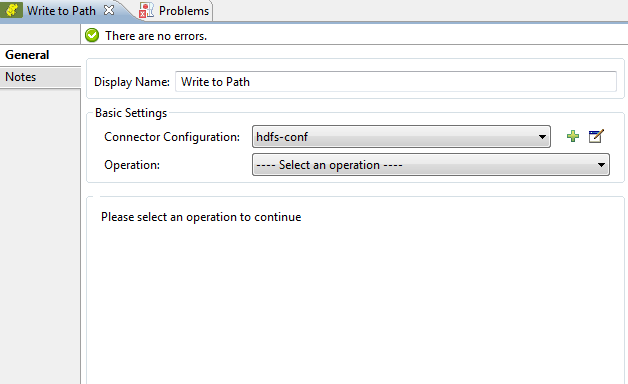 Write to Path
Problems
There are no errors.
General
Notes
Display Name: Write to Path
Basic Settings
Connector Configuration: hdfs-conf
Operation: ---- Select an operation ----
Please select an operation to continue